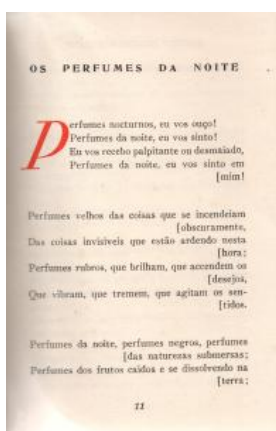 OS PERFUMES DA NOITE
Perfumes nocturnos, eu vos ouço!
Perfumes da noite, eu vos sinto!
Eu vos recebo palpitante ou desmaiado,
Perfumes da noite, eu vos sinto em
[mim!
Perfumes velhos das coisas que se incendeiam
[obscuramente,
Das coisas invisiveis que estão ardendo nesta
[hora;
Perfumes rubros, que brilham, que accendem os
[desejos,
Que vibram, que tremem, que agitam os sen-
[tidos.
Perfumes da noite, perfumes negros, perfumes
[das naturezas submersas;
Perfumes dos frutos caidos e se dissolvendo na
[terra;
11